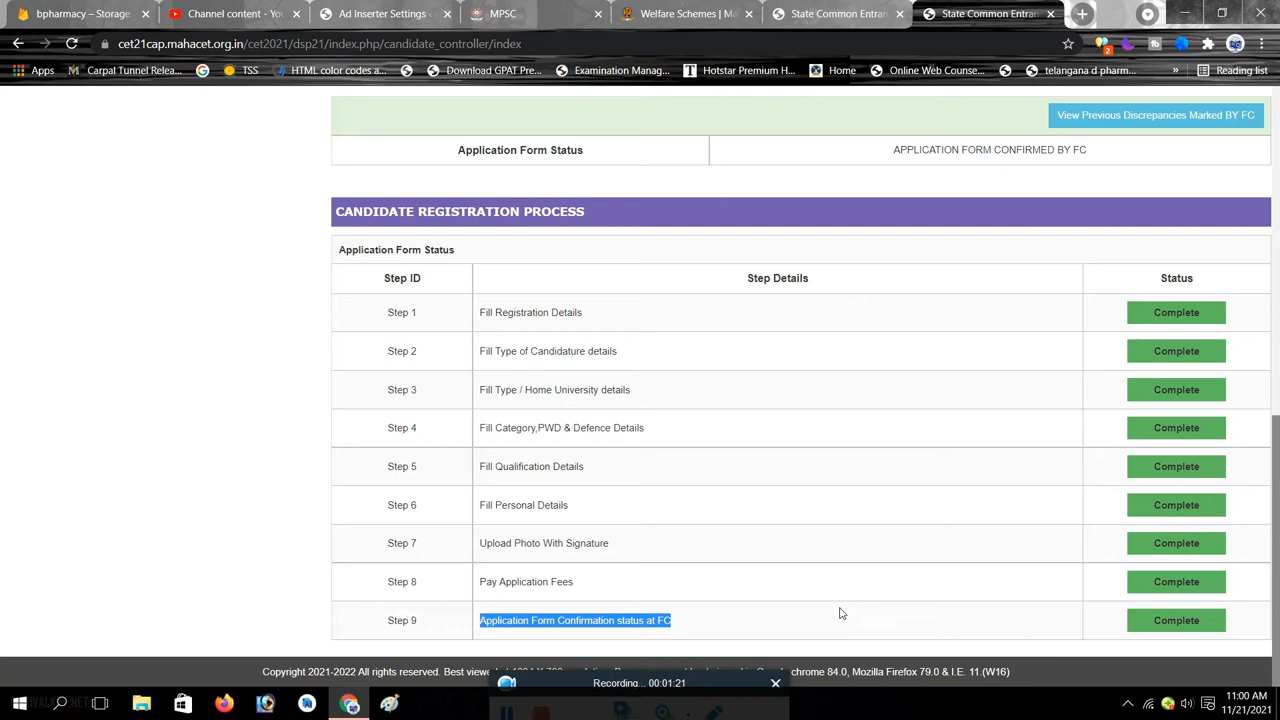 bpharmacy – Storage
Channel content - You
Ad Inserter Settings
MPSC
Welfare Schemes | M
State Common Entran
State Common Entran
cet21cap.mahacet.org.in/cet2021/dsp21/index.php/candidate_controller/index
Apps
Carpal Tunnel Relea...
TSS
HTML color codes a...
Download GPAT Pre...
Examination Manag...
Hotstar Premium H...
Home
Online Web Counse...
telangana d pharm...
»
Reading list
View Previous Discrepancies Marked BY FC
Application Form Status APPLICATION FORM CONFIRMED BY FC
CANDIDATE REGISTRATION PROCESS
Application Form Status
Step ID Step Details Status
Step 1 Fill Registration Details Complete
Step 2 Fill Type of Candidature details Complete
Step 3 Fill Type / Home University details Complete
Step 4 Fill Category,PWD & Defence Details Complete
Step 5 Fill Qualification Details Complete
Step 6 Fill Personal Details Complete
Step 7 Upload Photo With Signature Complete
Step 8 Pay Application Fees Complete
Step 9 Application Form Confirmation status at FC Complete
Copyright 2021-2022 All rights reserved. Best viewed chrome 84.0, Mozilla Firefox 79.0 & I.E. 11.(W16)
Recording... 00:01:21
11:00 AM
11/21/2021